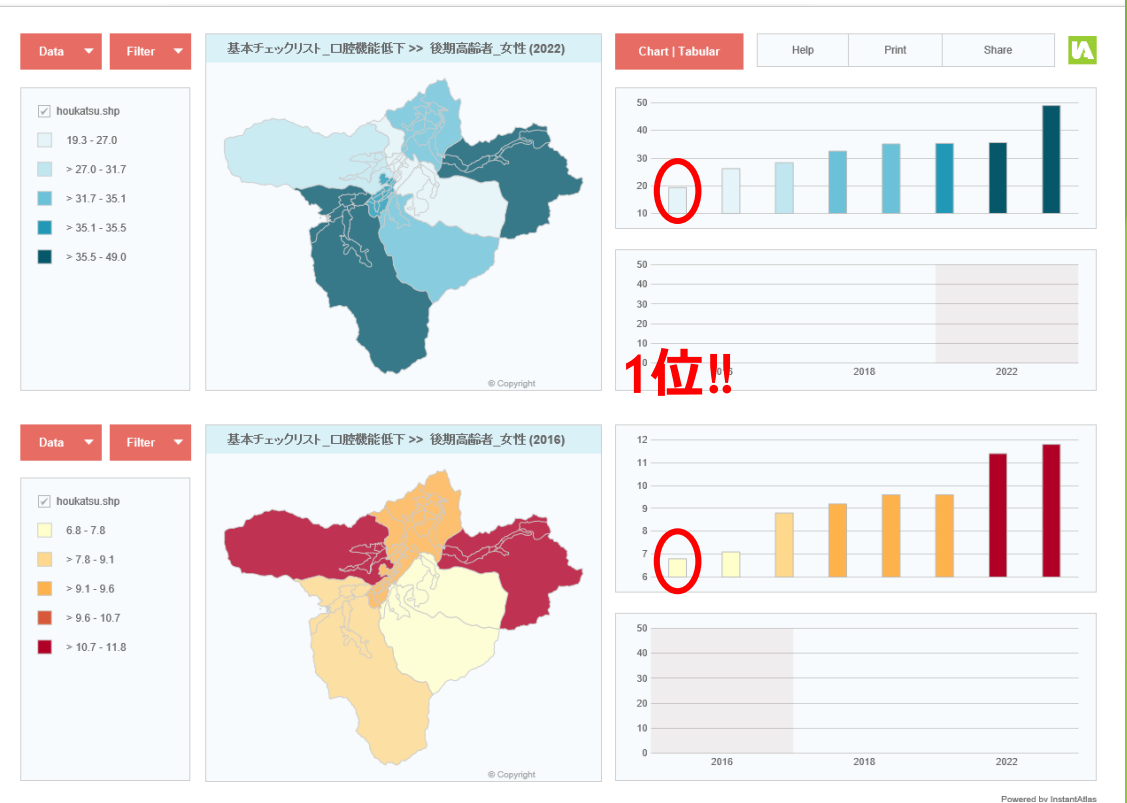 Data
Filter
基本チェックリスト_口腔機能低下 >> 後期高齢者_女性 (2022)
Chart | Tabular
Help
Print
Share
houkatsu.shp
19.3 - 27.0
> 27.0 - 31.7
> 31.7 - 35.1
> 35.1 - 35.5
> 35.5 - 49.0
© Copyright
50
40
30
20
10
50
40
30
20
10
0
2018
2022
1位!!
Data
Filter
基本チェックリスト_口腔機能低下 >> 後期高齢者_女性 (2016)
houkatsu.shp
6.8 - 7.8
> 7.8 - 9.1
> 9.1 - 9.6
> 9.6 - 10.7
> 10.7 - 11.8
© Copyright
12
11
10
9
8
7
6
50
40
30
20
10
0
2016
2018
2022
Powered by InstantAtlas